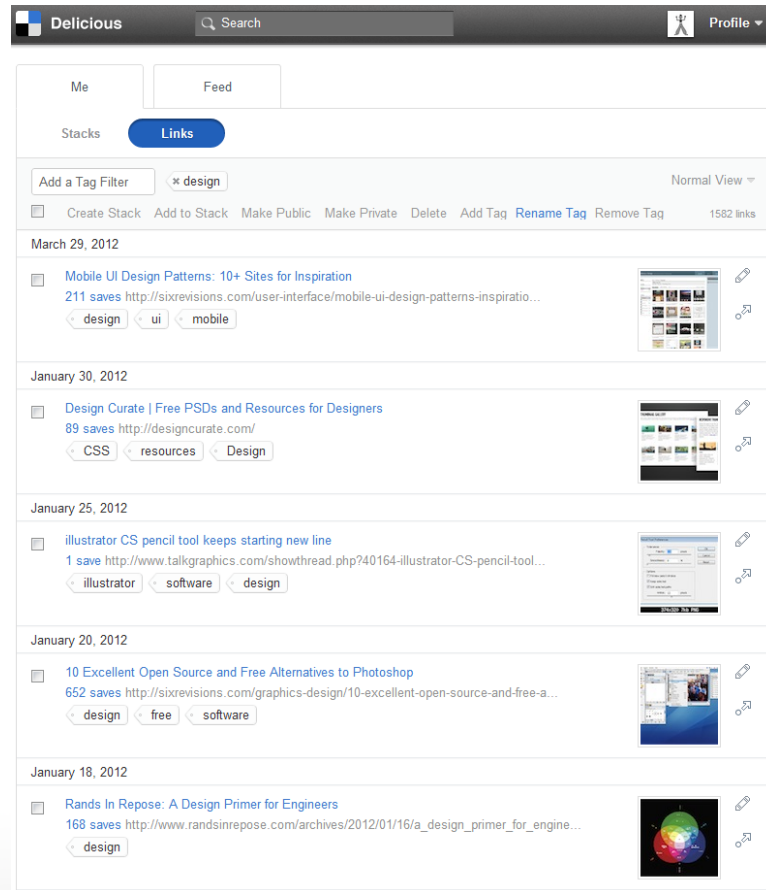 Delicious Search Profile
Me Feed
Stacks Links
Add a Tag Filter × design Normal View
Create Stack Add to Stack Make Public Make Private Delete Add Tag Rename Tag Remove Tag 1582 links
March 29, 2012
Mobile UI Design Patterns: 10+ Sites for Inspiration
211 saves http://sixrevisions.com/user-interface/mobile-ui-design-patterns-inspiratio…
design ui mobile
January 30, 2012
Design Curate | Free PSDs and Resources for Designers
89 saves http://designcurate.com/
CSS resources Design
January 25, 2012
illustrator CS pencil tool keeps starting new line
1 save http://www.talkgraphics.com/showthread.php?40164-illustrator-CS-pencil-tool…
illustrator software design
January 20, 2012
10 Excellent Open Source and Free Alternatives to Photoshop
652 saves http://sixrevisions.com/graphics-design/10-excellent-open-source-and-free-a…
design free software
January 18, 2012
Rands In Repose: A Design Primer for Engineers
168 saves http://www.randsinrepose.com/archives/2012/01/16/a_design_primer_for_engine…
design